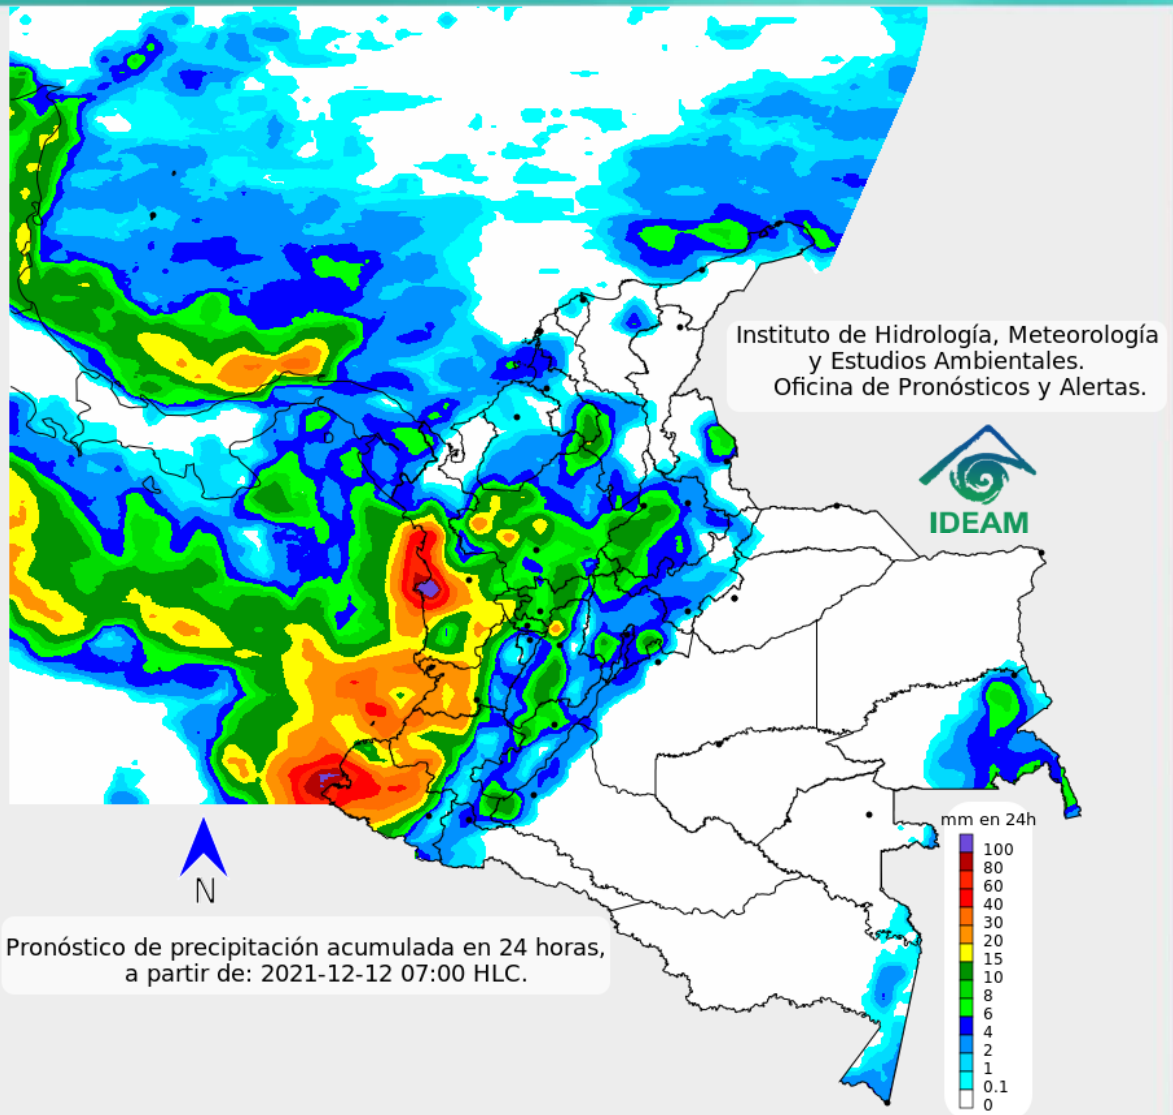 Instituto de Hidrología, Meteorología
y Estudios Ambientales.
Oficina de Pronósticos y Alertas.
IDEAM
mm en 24h
100
80
60
40
30
20
15
10
8
6
4
2
1
0.1
0
N
Pronóstico de precipitación acumulada en 24 horas,
a partir de: 2021-12-12 07:00 HLC.